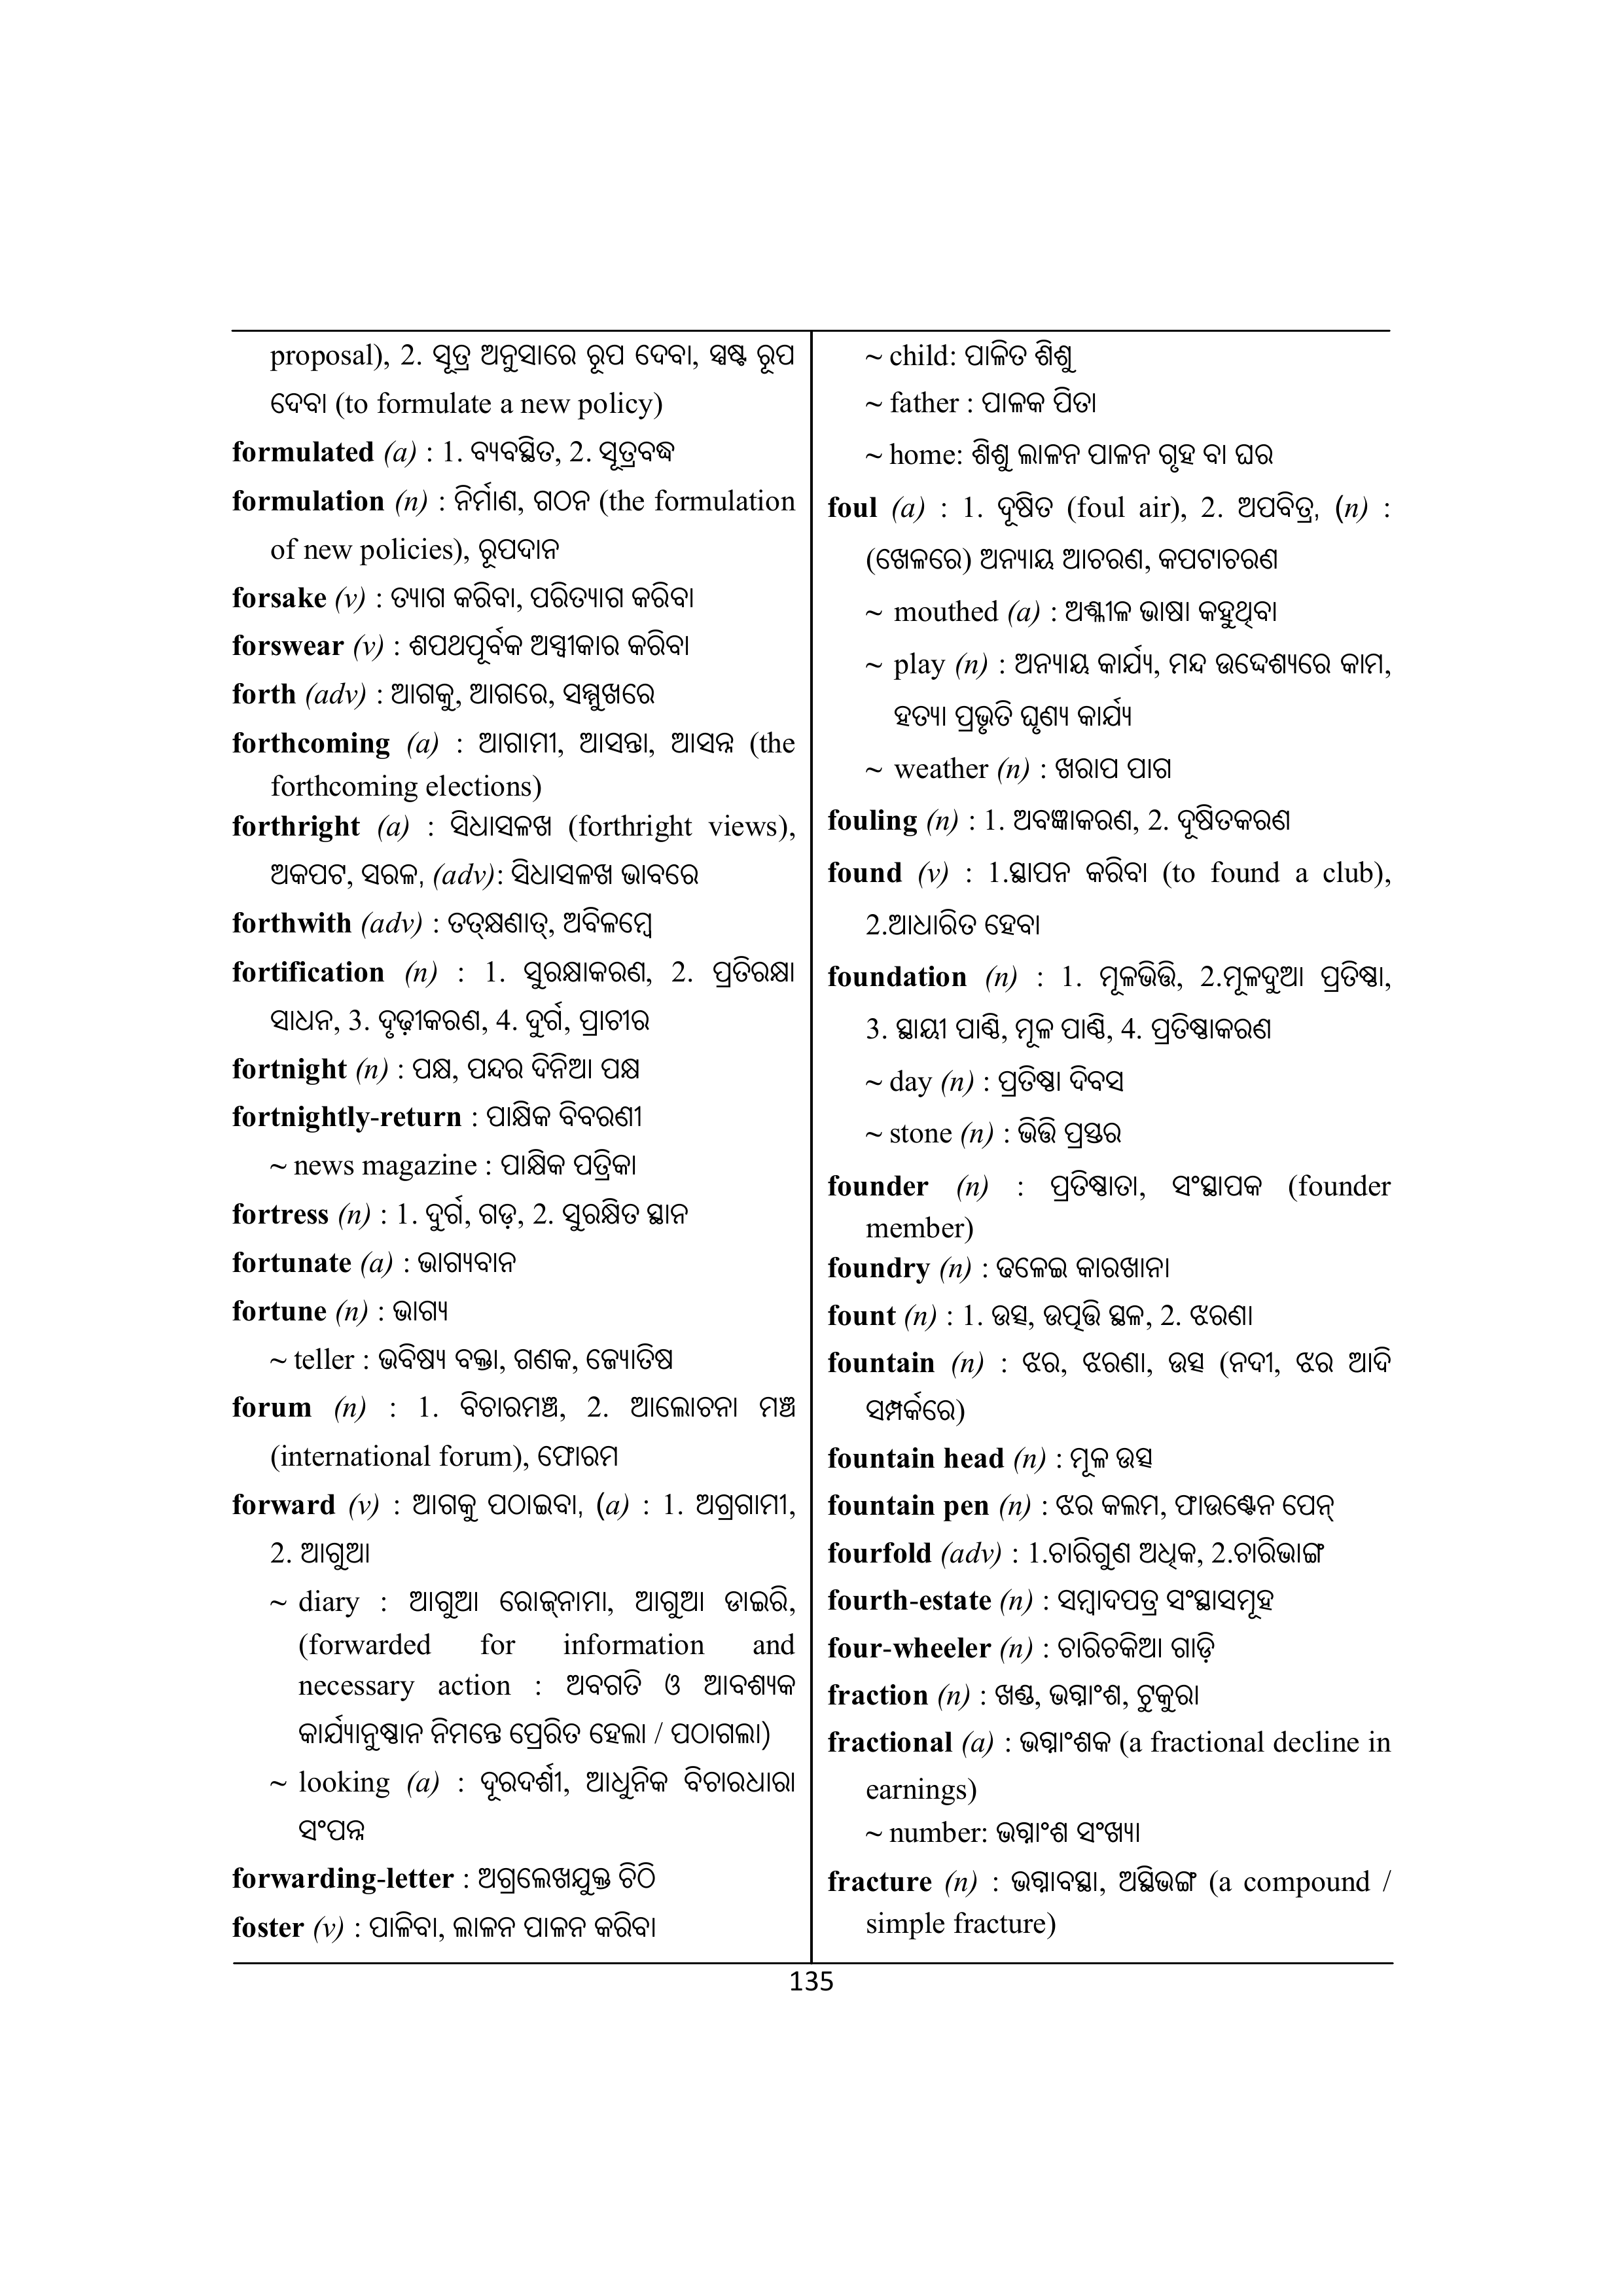 proposal), 2. ସୂତ୍ର ଅନୁସାରେ ରୂପ ଦେବା, ସ୍ପଷ୍ଟ ରୂପ
ଦେବା (to formulate a new policy)
formulated (a) : 1. ବ୍ୟବସ୍ଥିତ, 2. ସୂତ୍ରବଦ୍ଧ
formulation (n) : ନିର୍ମାଣ, ଗଠନ (the formulation
of new policies), ରୂପଦାନ
forsake (v) : ତ୍ୟାଗ କରିବା, ପରିତ୍ୟାଗ କରିବା
forswear (v) : ଶପଥପୂର୍ବକ ଅସ୍ୱୀକାର କରିବା
forth (adv) : ଆଗକୁ, ଆଗରେ, ସମ୍ମୁଖରେ
forthcoming (a) : ଆଗାମୀ, ଆସନ୍ତା, ଆସନ୍ନ (the
forthcoming elections)
forthright (a) : ସିଧାସଳଖ (forthright views),
ଅକପଟ, ସରଳ, (adv): ସିଧାସଳଖ ଭାବରେ
forthwith (adv) : ତତ୍‌କ୍ଷଣାତ୍, ଅବିଳମ୍ବେ
fortification (n) : 1. ସୁରକ୍ଷାକରଣ, 2. ପ୍ରତିରକ୍ଷା
ସାଧନ, 3. ଦୃଢ଼ୀକରଣ, 4. ଦୁର୍ଗ, ପ୍ରାଚୀର
fortnight (n) : ପକ୍ଷ, ପନ୍ଦର ଦିନିଆ ପକ୍ଷ
fortnightly-return : ପାକ୍ଷିକ ବିବରଣୀ
~ news magazine : ପାକ୍ଷିକ ପତ୍ରିକା
fortress (n) : 1. ଦୁର୍ଗ, ଗଡ଼, 2. ସୁରକ୍ଷିତ ସ୍ଥାନ
fortunate (a) : ଭାଗ୍ୟବାନ
fortune (n) : ଭାଗ୍ୟ
~ teller : ଭବିଷ୍ୟ ବକ୍ତା, ଗଣକ, ଜ୍ୟୋତିଷ
forum (n) : 1. ବିଚାରମଞ୍ଚ, 2. ଆଲୋଚନା ମଞ୍ଚ
(international forum), ଫୋରମ
forward (v) : ଆଗକୁ ପଠାଇବା, (a) : 1. ଅଗ୍ରଗାମୀ,
2. ଆଗୁଆ
~ diary : ଆଗୁଆ ରୋଜ୍‌ନାମା, ଆଗୁଆ ଡାଇରି,
(forwarded for information and
necessary action : ଅବଗତି ଓ ଆବଶ୍ୟକ
କାର୍ଯ୍ୟାନୁଷ୍ଠାନ ନିମନ୍ତେ ପ୍ରେରିତ ହେଲା / ପଠାଗଲା)
~ looking (a) : ଦୂରଦର୍ଶୀ, ଆଧୁନିକ ବିଚାରଧାରା
ସଂପନ୍ନ
forwarding-letter : ଅଗ୍ରଲେଖଯୁକ୍ତ ଚିଠି
foster (v) : ପାଳିବା, ଲାଳନ ପାଳନ କରିବା
~ child: ପାଳିତ ଶିଶୁ
~ father : ପାଳକ ପିତା
~ home: ଶିଶୁ ଲାଳନ ପାଳନ ଗୃହ ବା ଘର
foul (a) : 1. ଦୂଷିତ (foul air), 2. ଅପବିତ୍ର, (n) :
(ଖେଳରେ) ଅନ୍ୟାୟ ଆଚରଣ, କପଟାଚରଣ
~ mouthed (a) : ଅଶ୍ଳୀଳ ଭାଷା କହୁଥିବା
~ play (n) : ଅନ୍ୟାୟ କାର୍ଯ୍ୟ, ମନ୍ଦ ଉଦ୍ଦେଶ୍ୟରେ କାମ,
ହତ୍ୟା ପ୍ରଭୃତି ଘୃଣ୍ୟ କାର୍ଯ୍ୟ
~ weather (n) : ଖରାପ ପାଗ
fouling (n) : 1. ଅବଜ୍ଞାକରଣ, 2. ଦୂଷିତକରଣ
found (v) : 1.ସ୍ଥାପନ କରିବା (to found a club),
2.ଆଧାରିତ ହେବା
foundation (n) : 1. ମୂଳଭିତ୍ତି, 2.ମୂଳଦୁଆ ପ୍ରତିଷ୍ଠା,
3. ସ୍ଥାୟୀ ପାଣ୍ଠି, ମୂଳ ପାଣ୍ଠି, 4. ପ୍ରତିଷ୍ଠାକରଣ
~ day (n) : ପ୍ରତିଷ୍ଠା ଦିବସ
~ stone (n) : ଭିତ୍ତି ପ୍ରସ୍ତର
founder (n) : ପ୍ରତିଷ୍ଠାତା, ସଂସ୍ଥାପକ (founder
member)
foundry (n) : ଢଳେଇ କାରଖାନା
fount (n) : 1. ଉତ୍ସ, ଉତ୍ପତ୍ତି ସ୍ଥଳ, 2. ଝରଣା
fountain (n) : ଝର, ଝରଣା, ଉତ୍ସ (ନଦୀ, ଝର ଆଦି
ସମ୍ପର୍କରେ)
fountain head (n) : ମୂଳ ଉତ୍ସ
fountain pen (n) : ଝର କଲମ, ଫାଉଣ୍ଟେନ ପେନ୍
fourfold (adv) : 1.ଚାରିଗୁଣ ଅଧିକ, 2.ଚାରିଭାଙ୍ଗ
fourth-estate (n) : ସମ୍ବାଦପତ୍ର ସଂସ୍ଥାସମୂହ
four-wheeler (n) : ଚାରିଚକିଆ ଗାଡ଼ି
fraction (n) : ଖଣ୍ଡ, ଭଗ୍ନାଂଶ, ଟୁକୁରା
fractional (a) : ଭଗ୍ନାଂଶକ (a fractional decline in
earnings)
~ number: ଭଗ୍ନାଂଶ ସଂଖ୍ୟା
fracture (n) : ଭଗ୍ନାବସ୍ଥା, ଅସ୍ଥିଭଙ୍ଗ (a compound /
simple fracture)
135